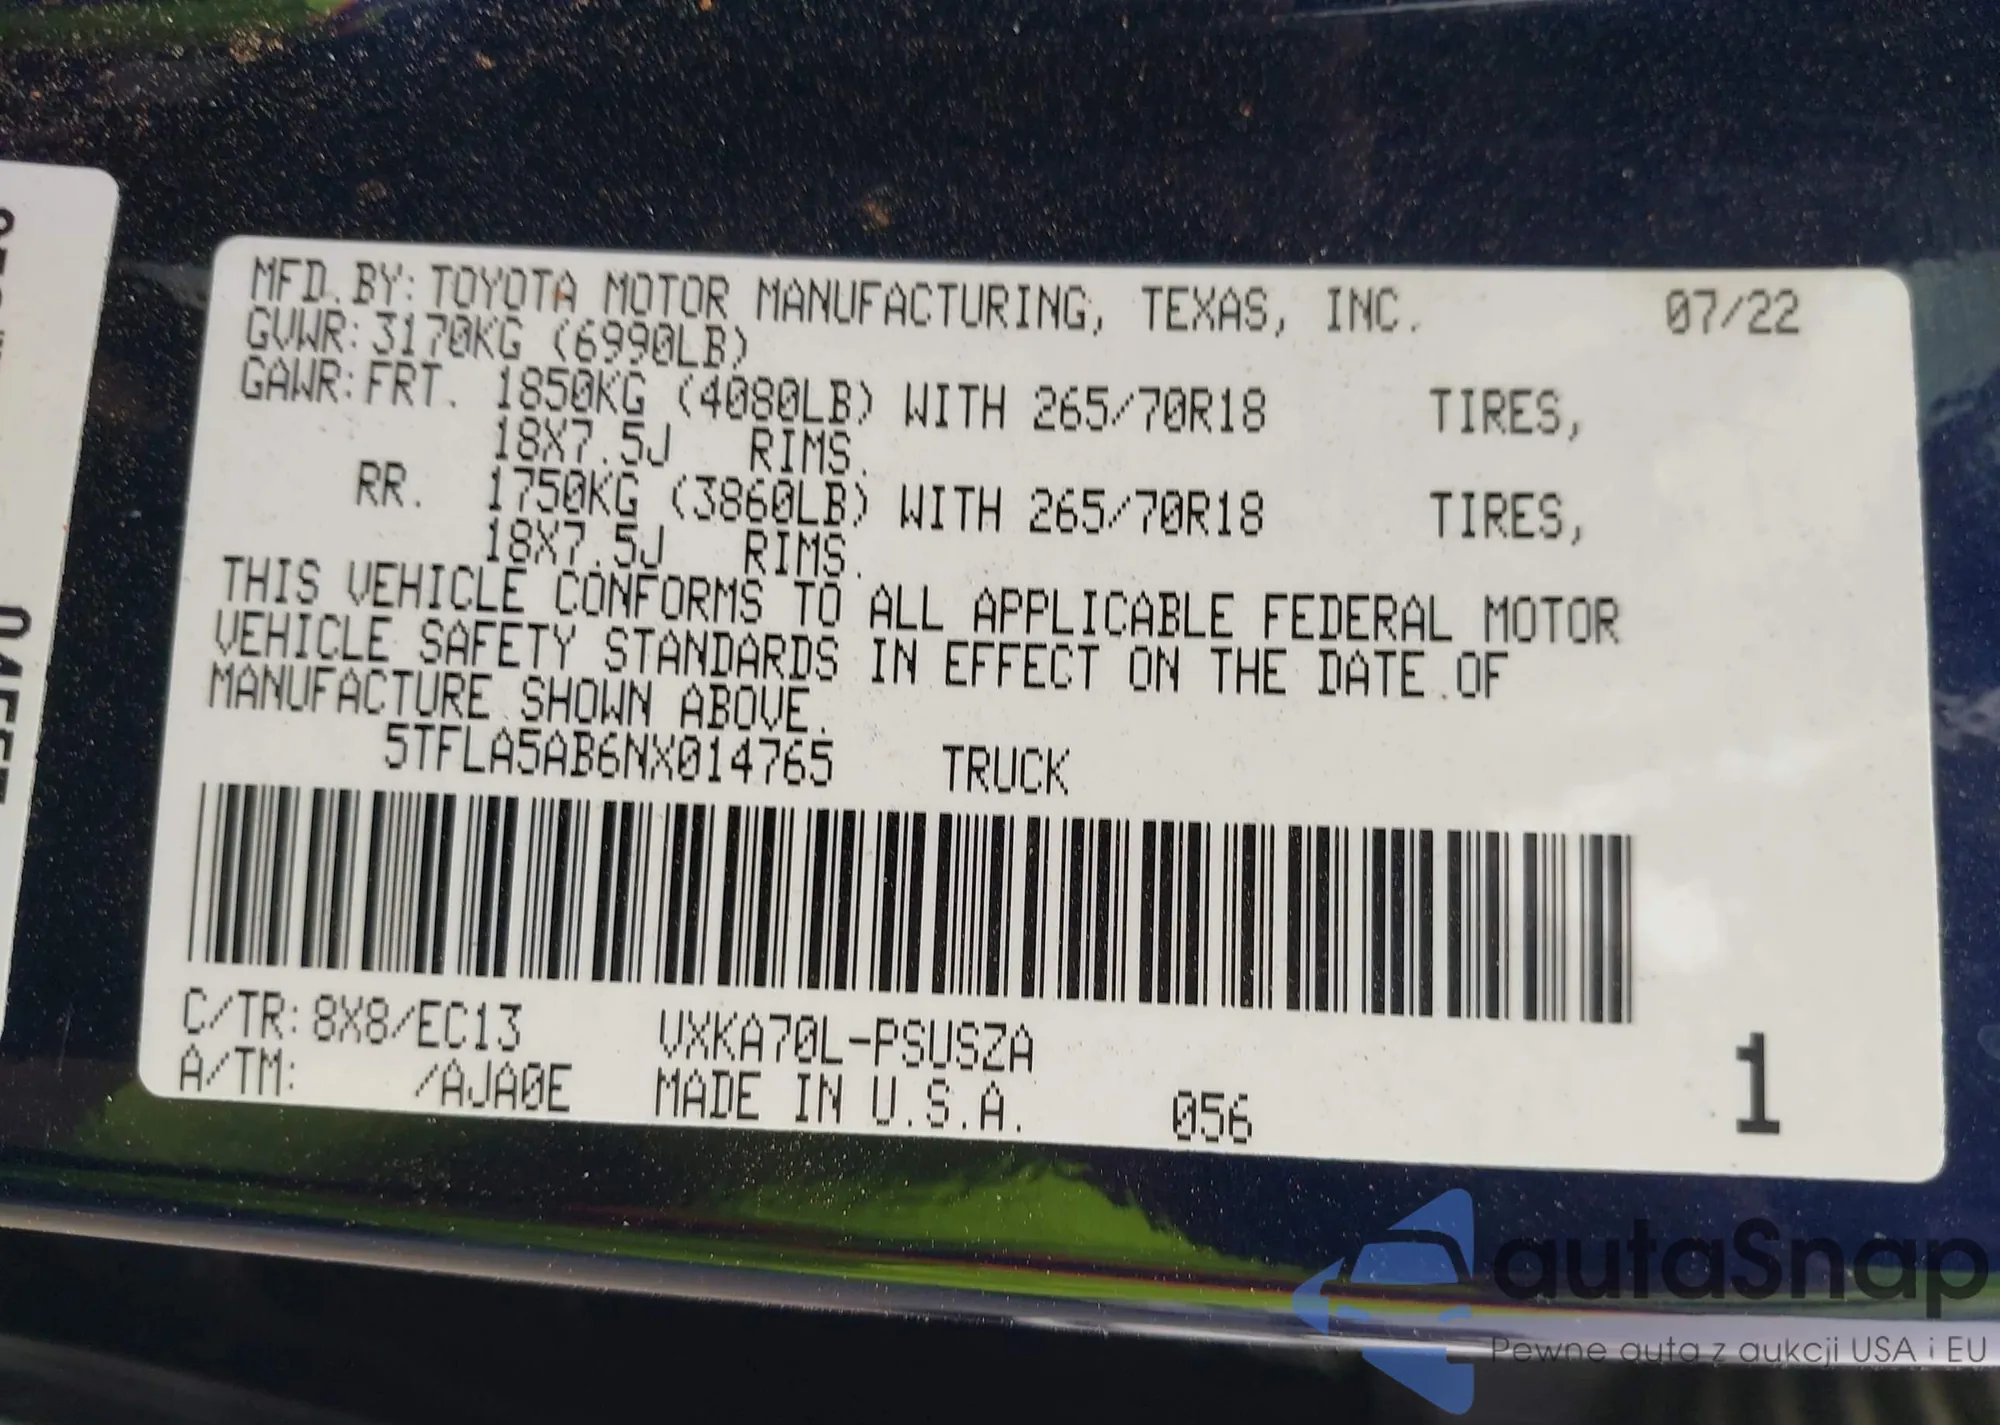 MFD.BY:TOYOTA MOTOR MANUFACTURING, TEXAS, INC. 07/22
GVWR:3170KG (6990LB)
GAWR:FRT. 1850KG (4080LB) WITH 265/70R18 TIRES,
18X7.5J RIMS.
RR. 1750KG (3860LB) WITH 265/70R18 TIRES,
18X7.5J RIMS.
THIS VEHICLE CONFORMS TO ALL APPLICABLE FEDERAL MOTOR
VEHICLE SAFETY STANDARDS IN EFFECT ON THE DATE OF
MANUFACTURE SHOWN ABOVE.
5TFLA5AB6NX014765 TRUCK
C/TR:8X8/EC13 VXKA70L-PSUSZA
A/TM: /AJA0E MADE IN U.S.A. 056 1
autaSnap
Pewne auta z aukcji USA i EU